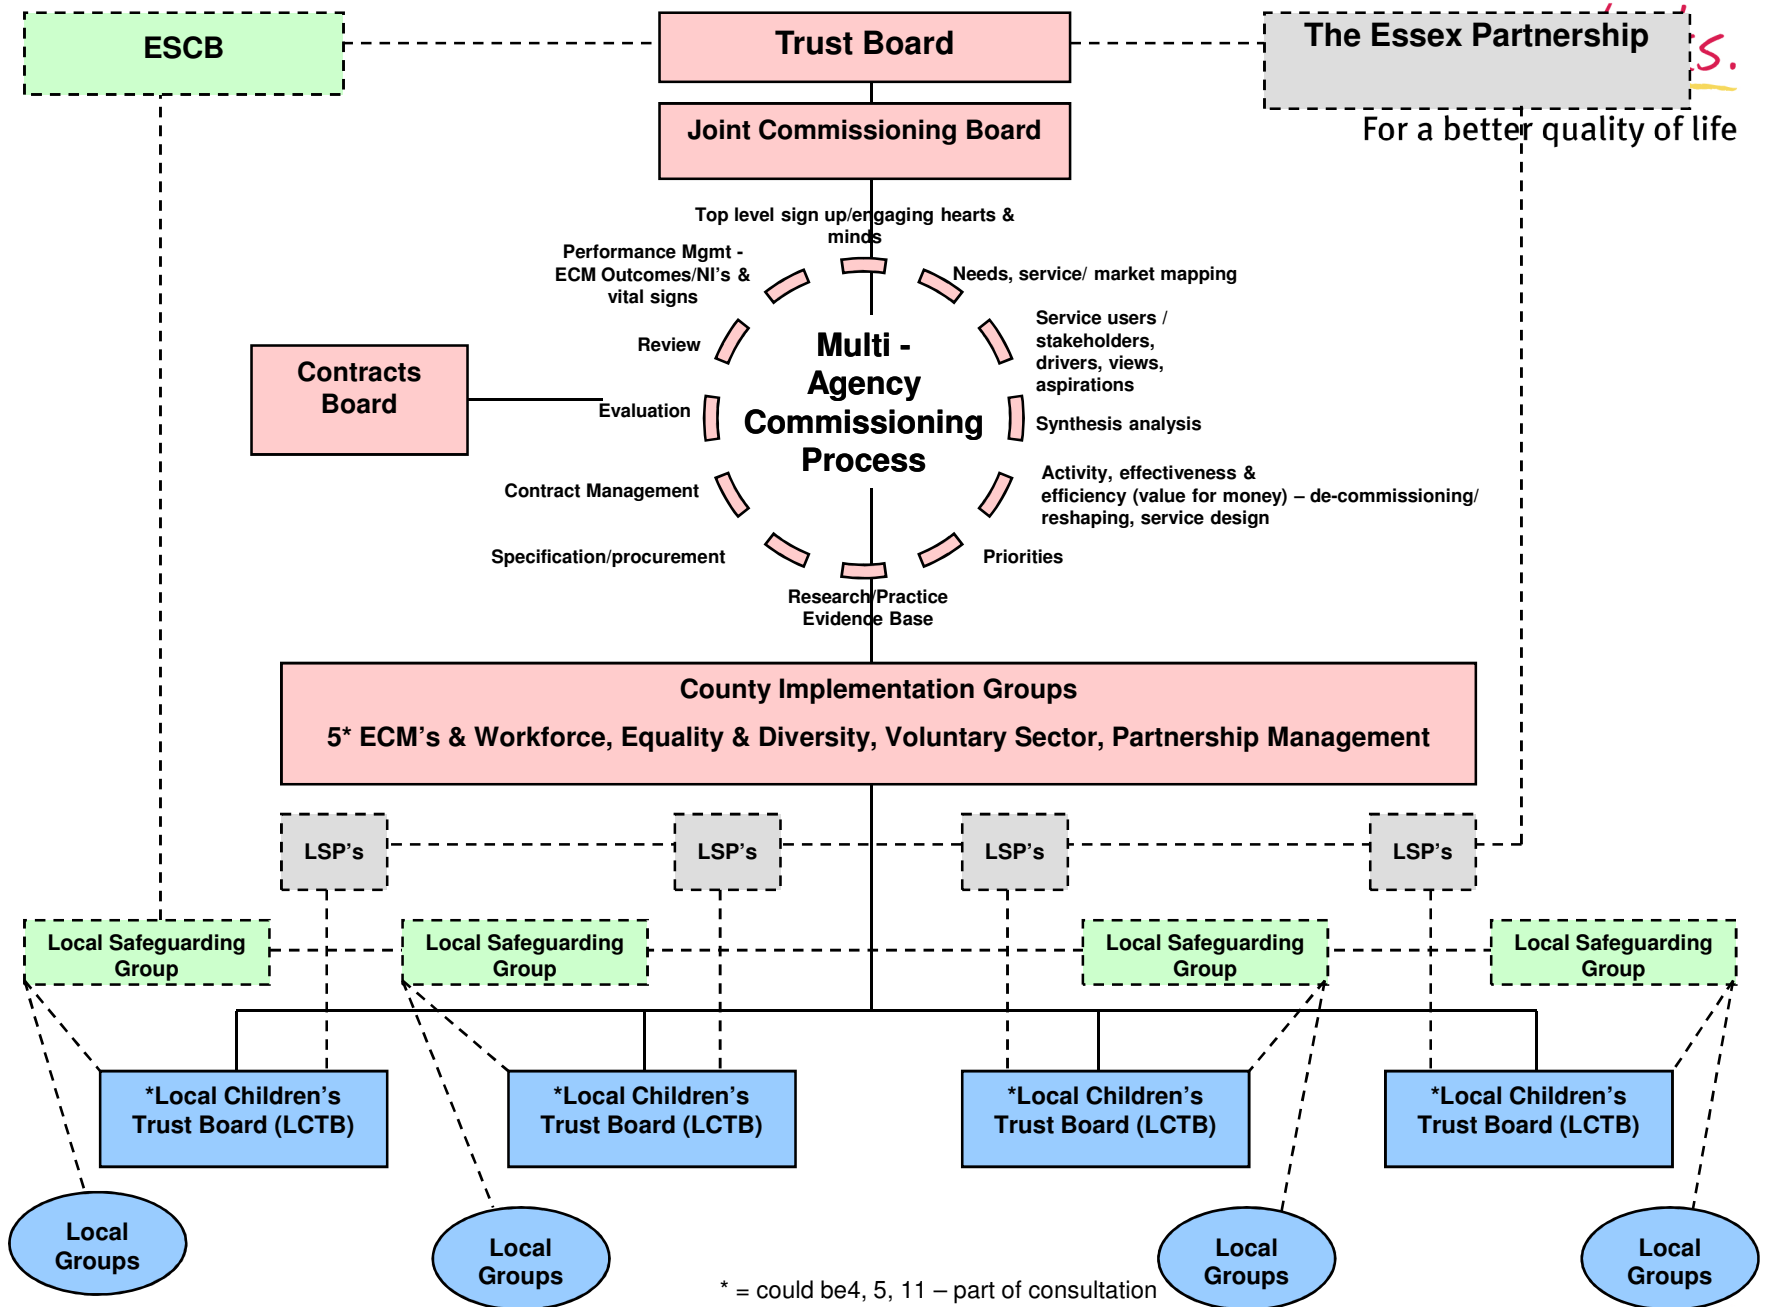 ESCB
Trust Board
The Essex Partnership
s.
For a better quality of life
Joint Commissioning Board
Top level sign up/engaging hearts &
minds
Performance Mgmt -
ECM Outcomes/NI's &
vital signs
Needs, service/ market mapping
Service users /
stakeholders,
drivers, views,
aspirations
Review
Multi -
Agency
Commissioning
Process
Contracts
Board
Evaluation
Synthesis analysis
Activity, effectiveness &
efficiency (value for money) – de-commissioning/
reshaping, service design
Contract Management
Specification/procurement
Priorities
Research/Practice
Evidence Base
County Implementation Groups
5* ECM's & Workforce, Equality & Diversity, Voluntary Sector, Partnership Management
LSP's
LSP's
LSP's
LSP's
Local Safeguarding
Group
Local Safeguarding
Group
Local Safeguarding
Group
Local Safeguarding
Group
*Local Children's
Trust Board (LCTB)
*Local Children's
Trust Board (LCTB)
*Local Children's
Trust Board (LCTB)
*Local Children's
Trust Board (LCTB)
Local
Groups
Local
Groups
Local
Groups
Local
Groups
* = could be4, 5, 11 – part of consultation